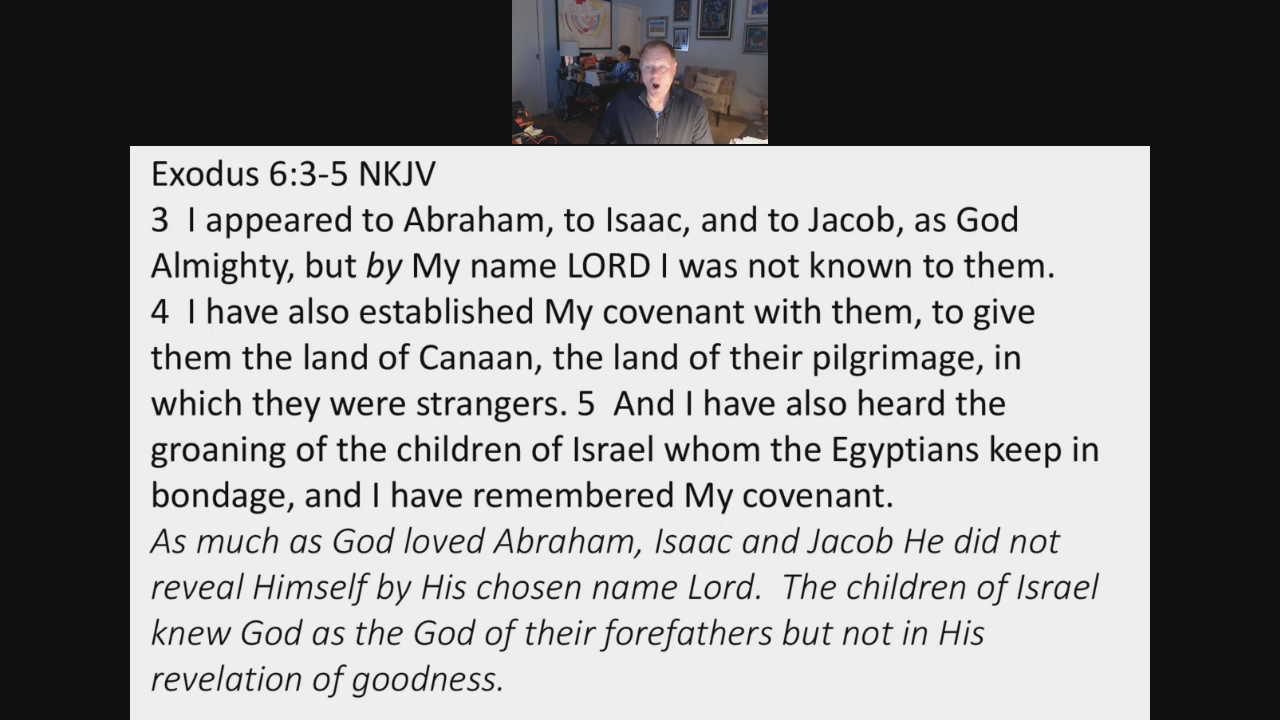 Exodus 6:3-5 NKJV
3  I appeared to Abraham, to Isaac, and to Jacob, as God
Almighty, but by My name LORD I was not known to them.
4  I have also established My covenant with them, to give
them the land of Canaan, the land of their pilgrimage, in
which they were strangers. 5  And I have also heard the
groaning of the children of Israel whom the Egyptians keep in
bondage, and I have remembered My covenant.
As much as God loved Abraham, Isaac and Jacob He did not
reveal Himself by His chosen name Lord.  The children of Israel
knew God as the God of their forefathers but not in His
revelation of goodness.